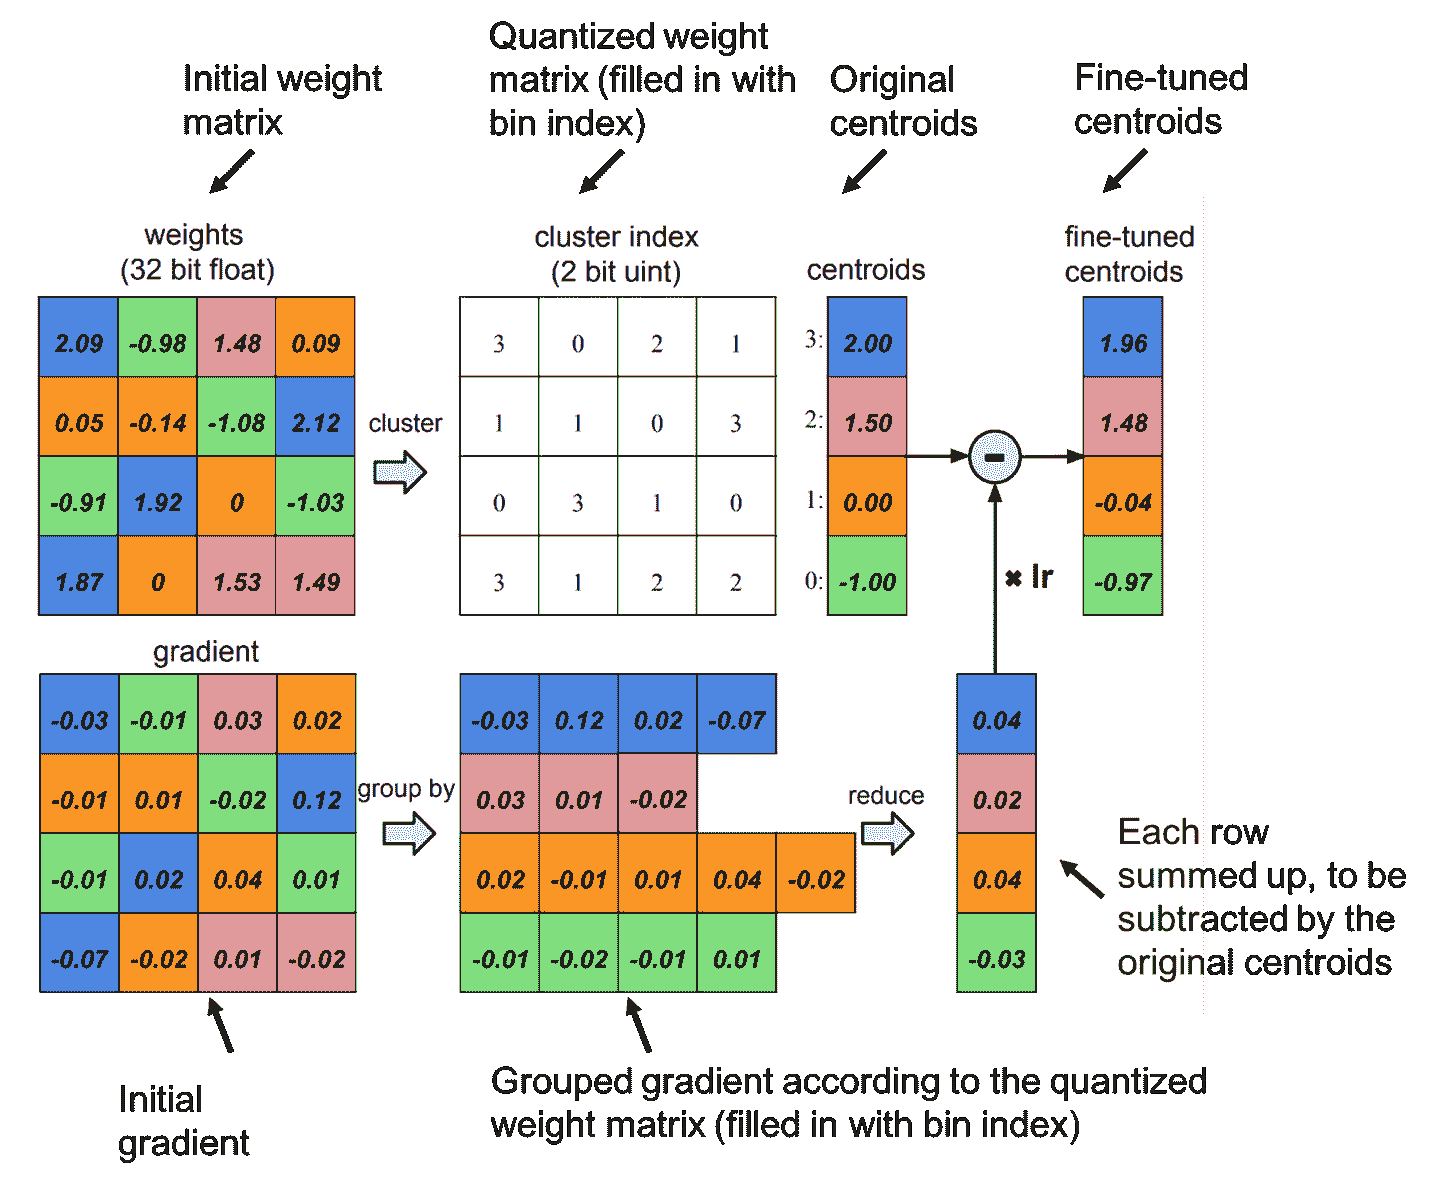 Initial weight
matrix
Quantized weight
matrix (filled in with
bin index)
Original
centroids
Fine-tuned
centroids
weights
(32 bit float)
cluster index
(2 bit uint)
centroids
fine-tuned
centroids
2.09 -0.98 1.48 0.09
0.05 -0.14 -1.08 2.12
-0.91 1.92 0 -1.03
1.87 0 1.53 1.49
cluster
3 0 2 1
1 1 0 3
0 3 1 0
3 1 2 2
3: 2.00
2: 1.50
1: 0.00
0: -1.00
-
× lr
1.96
1.48
-0.04
-0.97
gradient
-0.03 -0.01 0.03 0.02
-0.01 0.01 -0.02 0.12
-0.01 0.02 0.04 0.01
-0.07 -0.02 0.01 -0.02
group by
-0.03 0.12 0.02 -0.07
0.03 0.01 -0.02
0.02 -0.01 0.01 0.04 -0.02
-0.01 -0.02 -0.01 0.01
reduce
0.04
0.02
0.04
-0.03
Each row
summed up, to be
subtracted by the
original centroids
Initial
gradient
Grouped gradient according to the quantized
weight matrix (filled in with bin index)